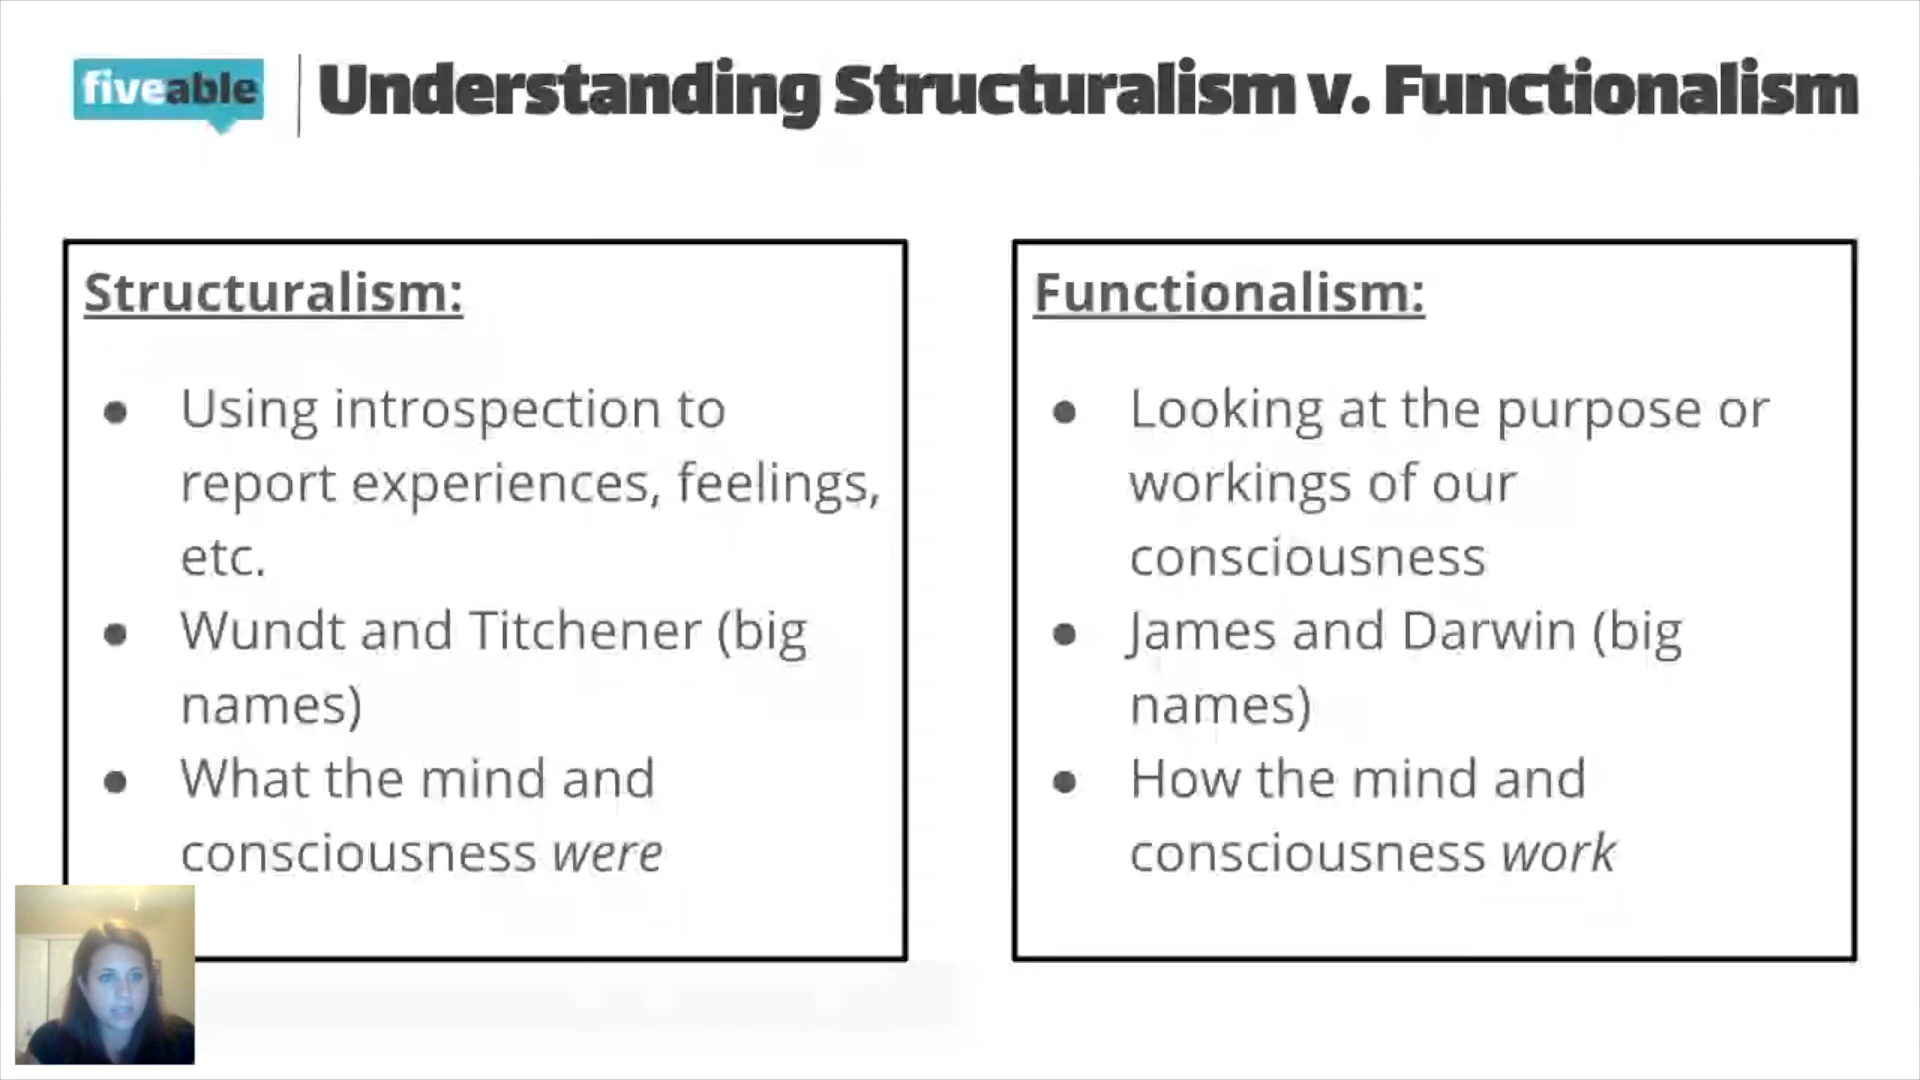 fiveable
Understanding Structuralism v. Functionalism
Structuralism:
● Using introspection to
report experiences, feelings,
etc.
● Wundt and Titchener (big
names)
● What the mind and
consciousness were
Functionalism:
● Looking at the purpose or
workings of our
consciousness
● James and Darwin (big
names)
● How the mind and
consciousness work